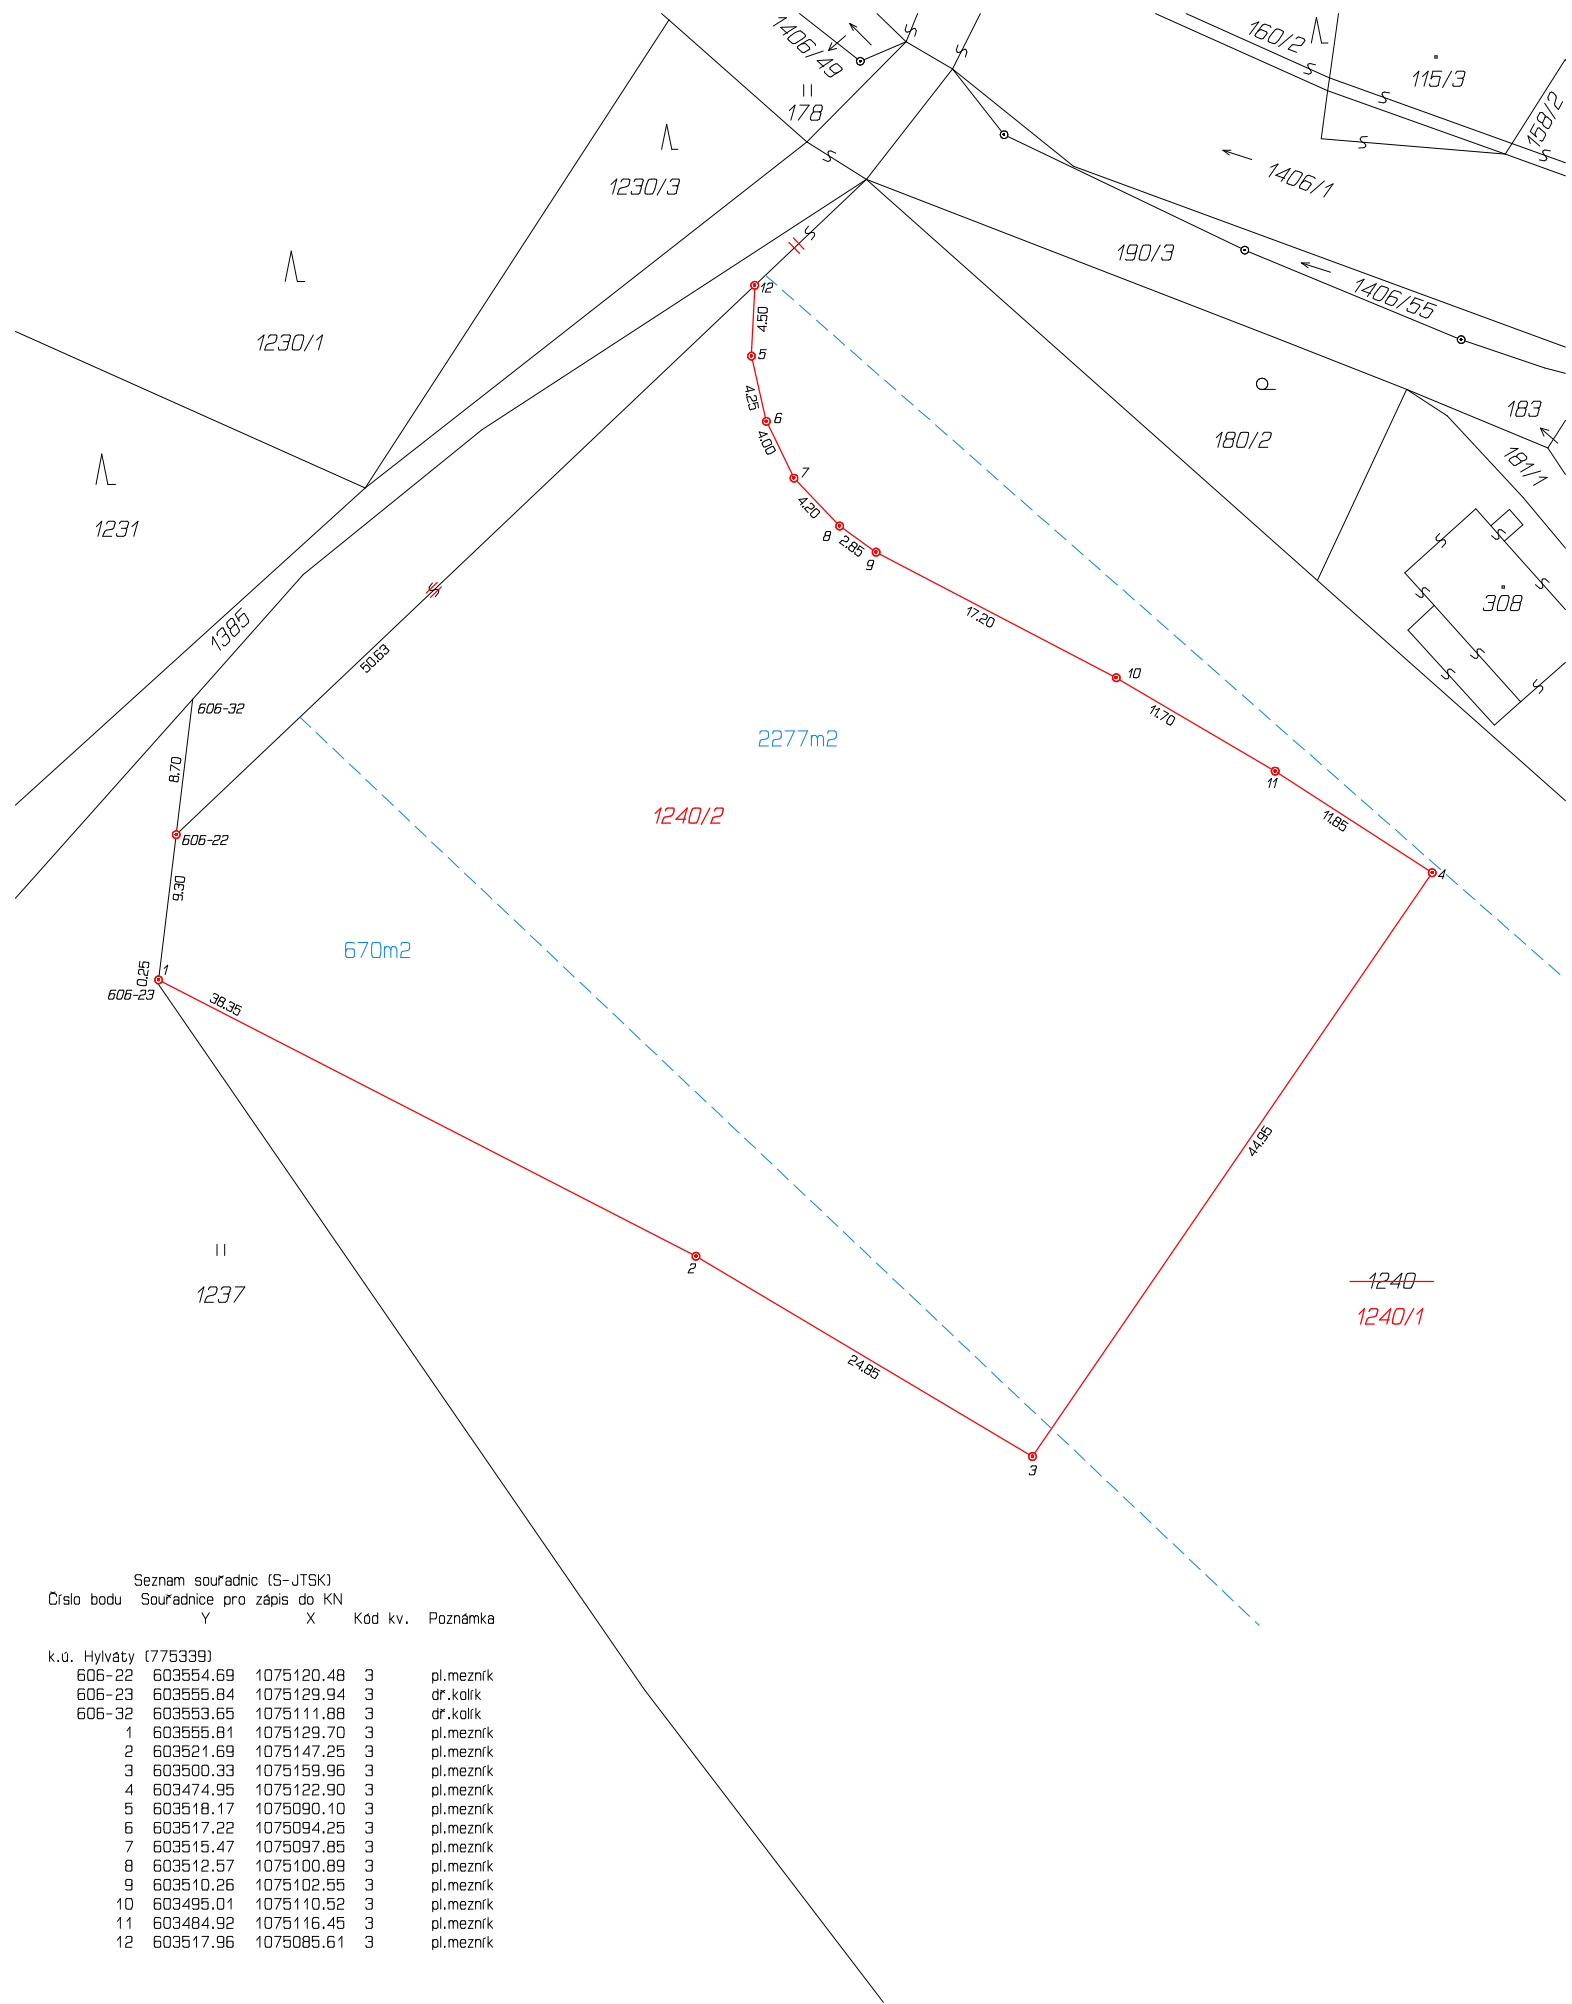 1406/49
160/2
115/3
178
158/2
1230/3
1406/1
190/3
12
4.50
1406/55
1230/1
5
4.25
6
183
4.00
180/2
181/1
7
4.20
1231
8
2.85
9
308
17.20
1385
50.63
10
606-32
11.70
2277m2
8.70
11
1240/2
11.85
606-22
4
9.30
670m2
0.25
1
606-23
38.35
44.95
2
1237
1240
1240/1
24.85
3
Seznam souřadnic (S-JTSK)
Číslo bodu Souřadnice pro zápis do KN
Y X Kód kv. Poznámka
k.ú. Hylváty (775339)
606-22 603554.69 1075120.48 3 pl.mezník
606-23 603555.84 1075129.94 3 dř.kolík
606-32 603553.65 1075111.88 3 dř.kolík
1 603555.81 1075129.70 3 pl.mezník
2 603521.69 1075147.25 3 pl.mezník
3 603500.33 1075159.96 3 pl.mezník
4 603474.95 1075122.90 3 pl.mezník
5 603518.17 1075090.10 3 pl.mezník
6 603517.22 1075094.25 3 pl.mezník
7 603515.47 1075097.85 3 pl.mezník
8 603512.57 1075100.89 3 pl.mezník
9 603510.26 1075102.55 3 pl.mezník
10 603495.01 1075110.52 3 pl.mezník
11 603484.92 1075116.45 3 pl.mezník
12 603517.96 1075085.61 3 pl.mezník